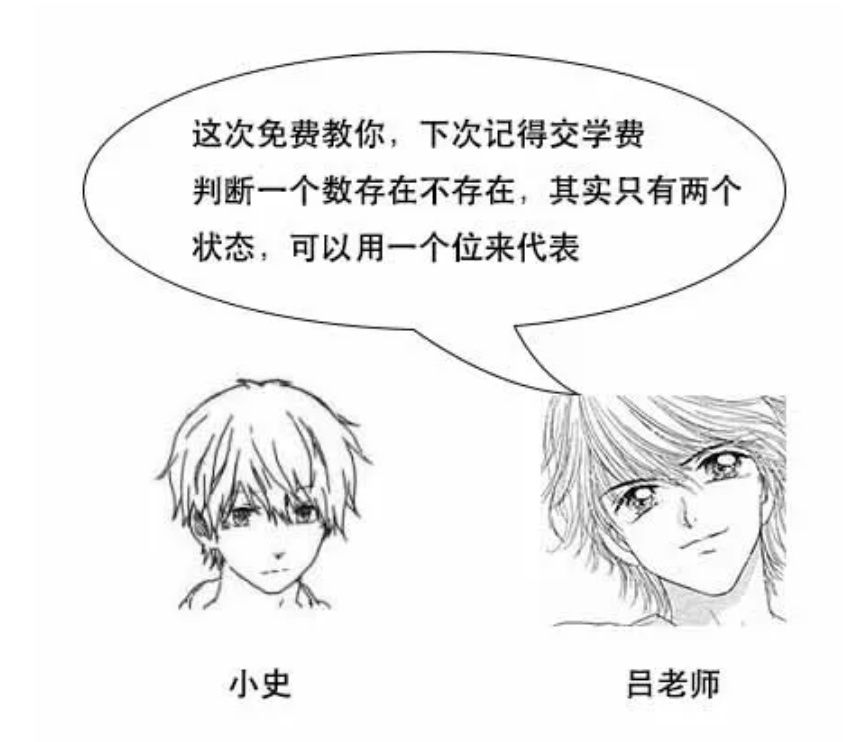 这次免费教你，下次记得交学费
判断一个数存在不存在，其实只有两个
状态，可以用一个位来代表
小史
吕老师